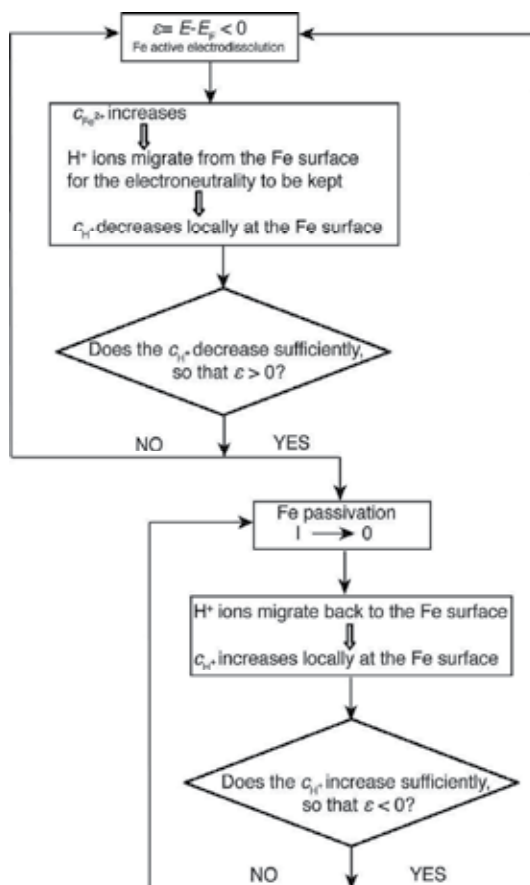 ε= E-E_F < 0
Fe active electrodissolution
c_Fe²⁺ increases
H⁺ ions migrate from the Fe surface
for the electroneutrality to be kept
c_H⁺ decreases locally at the Fe surface
Does the c_H⁺ decrease sufficiently,
so that ε > 0?
NO YES
Fe passivation
I → 0
H⁺ ions migrate back to the Fe surface
c_H⁺ increases locally at the Fe surface
Does the c_H⁺ increase sufficiently,
so that ε < 0?
NO YES